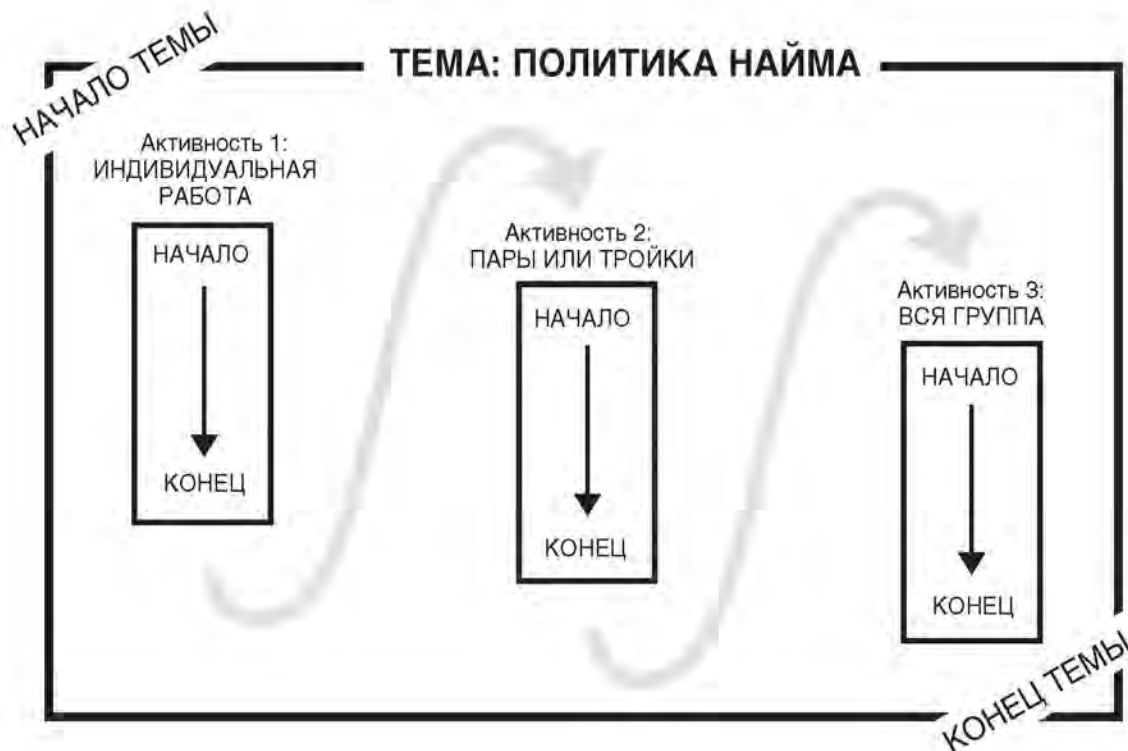 НАЧАЛО ТЕМЫ
ТЕМА: ПОЛИТИКА НАЙМА
Активность 1:
ИНДИВИДУАЛЬНАЯ
РАБОТА
НАЧАЛО
КОНЕЦ
Активность 2:
ПАРЫ ИЛИ ТРОЙКИ
НАЧАЛО
КОНЕЦ
Активность 3:
ВСЯ ГРУППА
НАЧАЛО
КОНЕЦ
КОНЕЦ ТЕМЫ